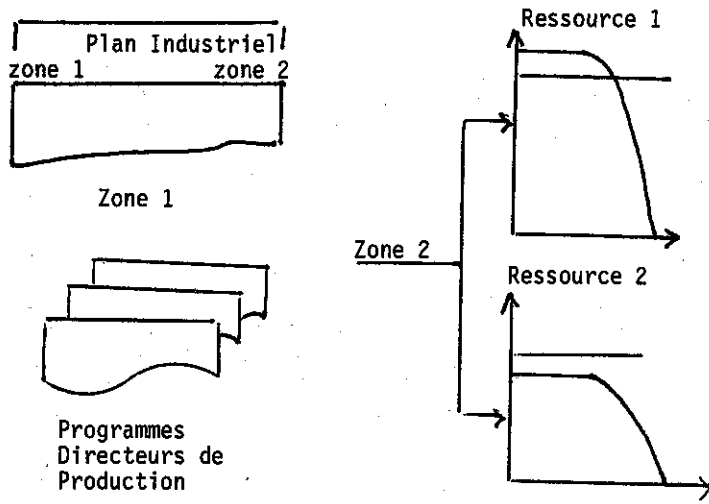 Plan Industriel
zone 1 zone 2
Zone 1
Programmes
Directeurs de
Production
Zone 2
Ressource 1
Ressource 2